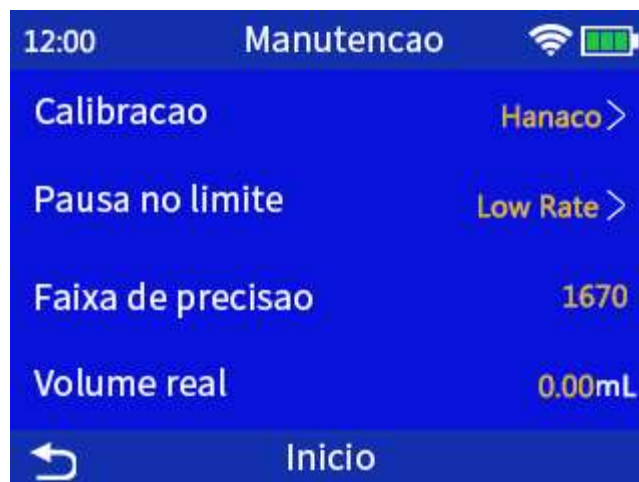 12:00 Manutencao
Calibracao Hanaco
Pausa no limite Low Rate
Faixa de precisao 1670
Volume real 0.00mL
Inicio